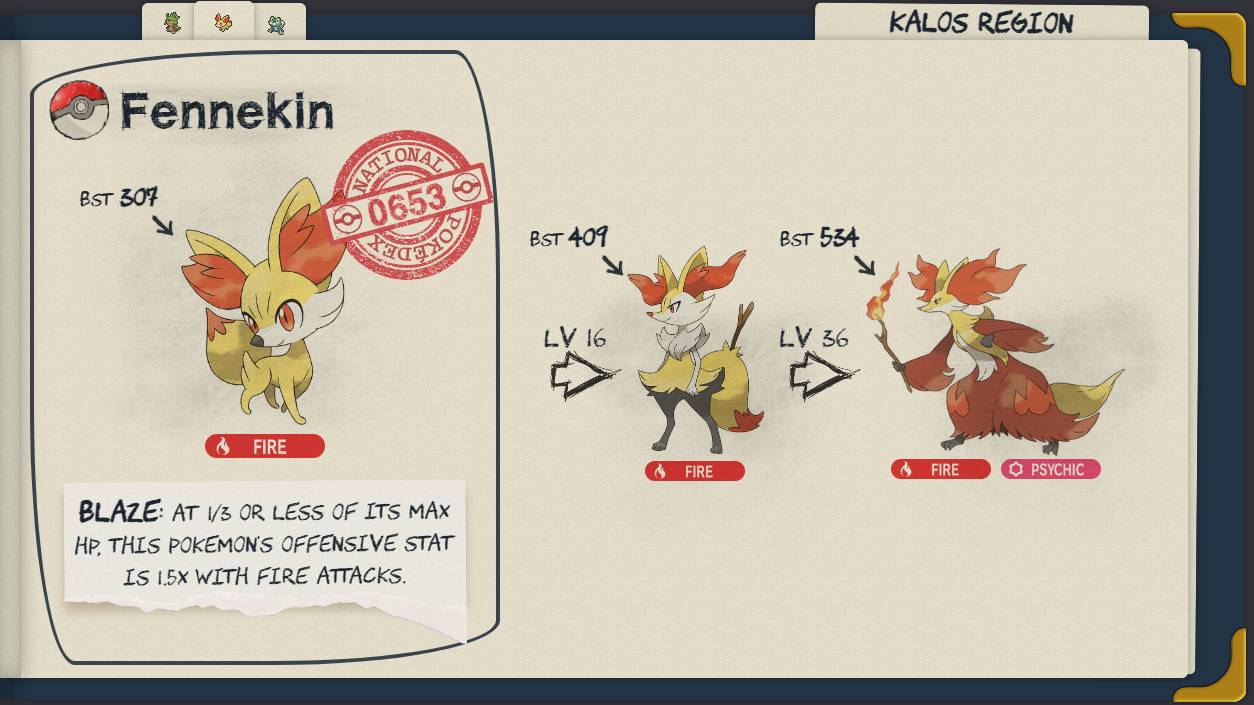 KALOS REGION
Fennekin
NATIONAL
0653
POKÉDEX
BST 307
FIRE
BLAZE: AT 1/3 OR LESS OF ITS MAX
HP, THIS POKEMON'S OFFENSIVE STAT
IS 1.5X WITH FIRE ATTACKS.
BST 409
LV 16
FIRE
BST 534
LV 36
FIRE
PSYCHIC